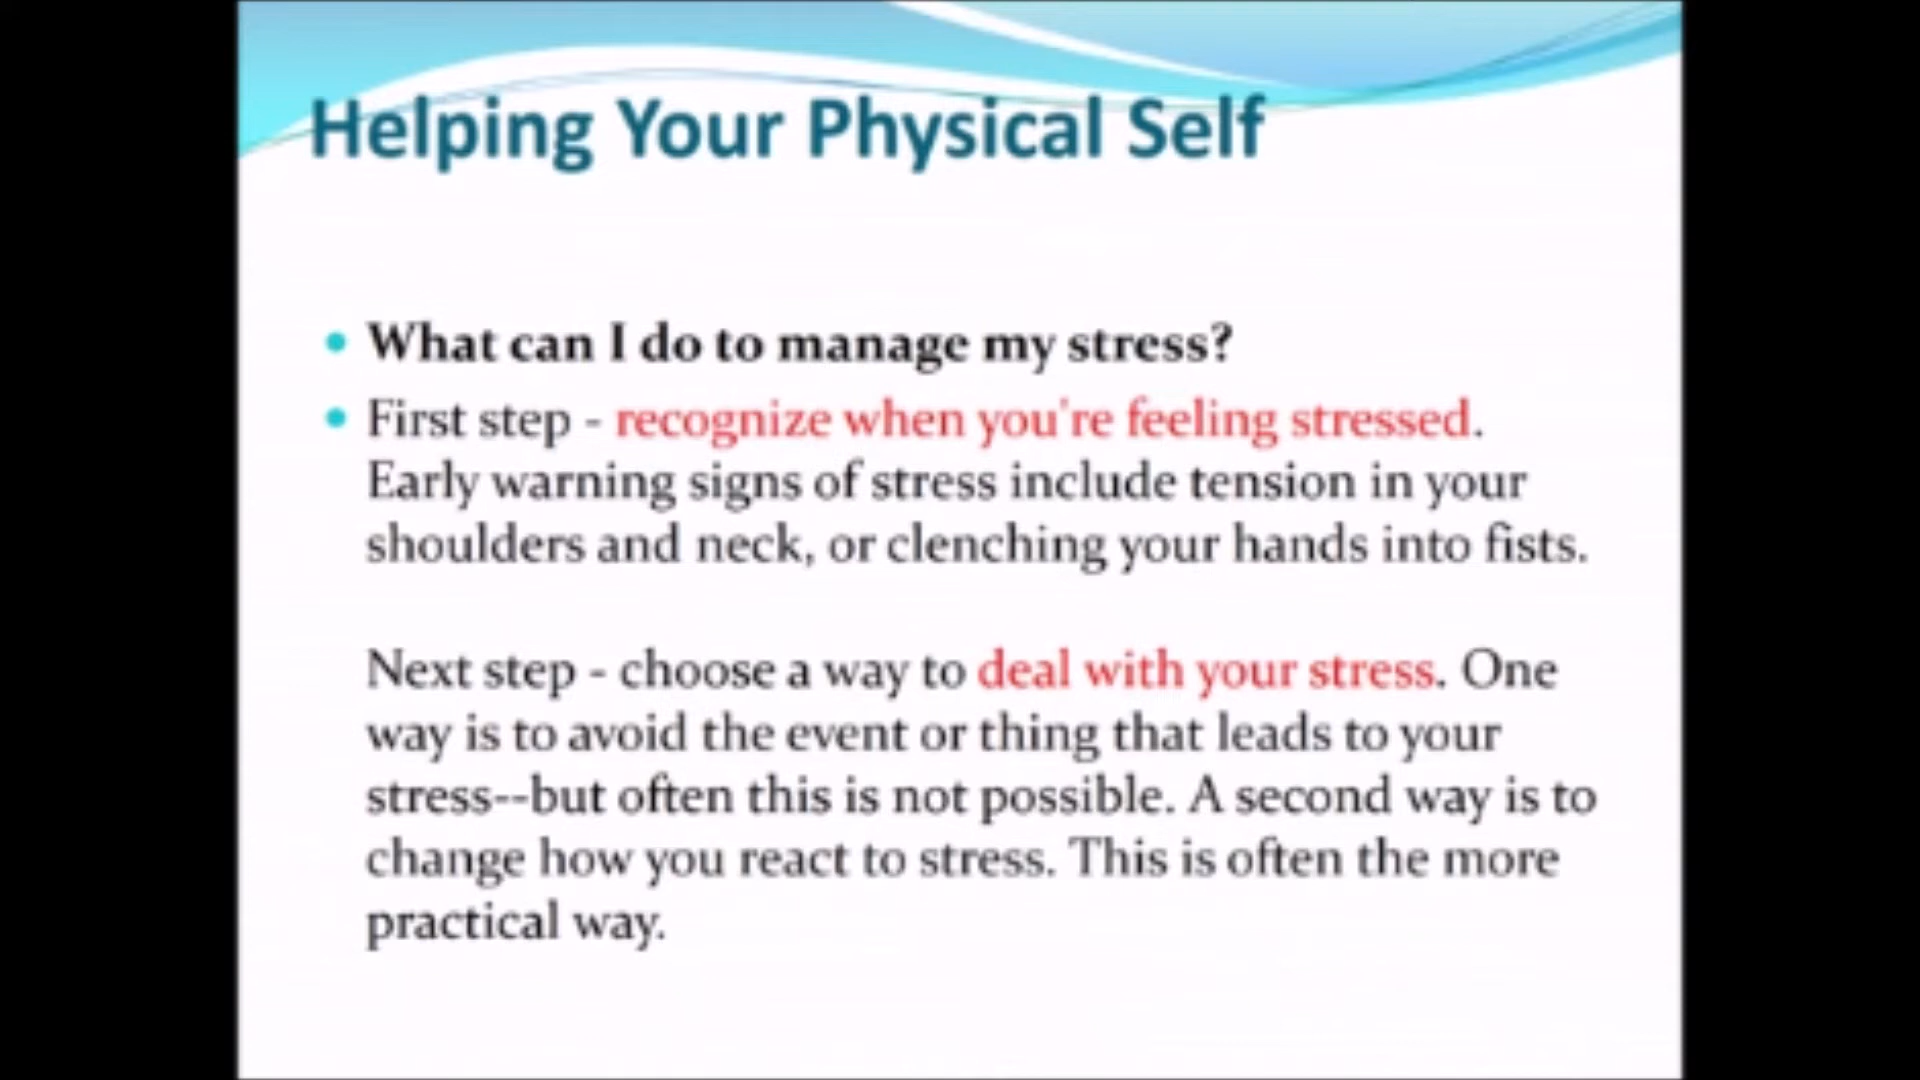 Helping Your Physical Self
What can I do to manage my stress?
First step - recognize when you're feeling stressed.
Early warning signs of stress include tension in your
shoulders and neck, or clenching your hands into fists.
Next step - choose a way to deal with your stress. One
way is to avoid the event or thing that leads to your
stress--but often this is not possible. A second way is to
change how you react to stress. This is often the more
practical way.